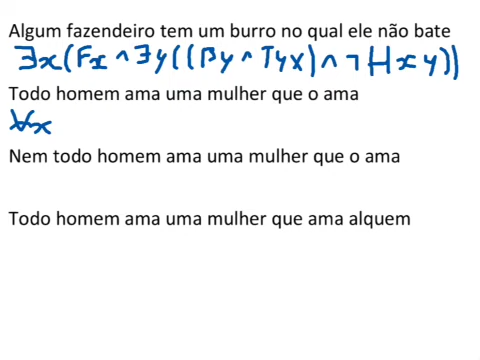 Algum fazendeiro tem um burro no qual ele não bate
∃x(Fx ^ ∃y((By ^ Tyx) ^ ¬Hxy))
Todo homem ama uma mulher que o ama
∀x
Nem todo homem ama uma mulher que o ama
Todo homem ama uma mulher que ama alquem